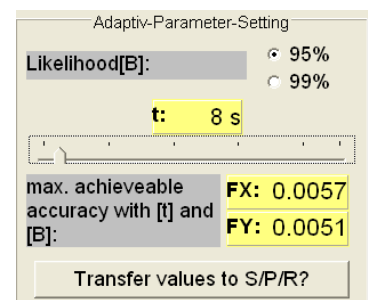 Adaptiv-Parameter-Setting
Likelihood[B]:
95%
99%
t: 8 s
max. achieveable
accuracy with [t] and
[B]:
FX: 0.0057
FY: 0.0051
Transfer values to S/P/R?